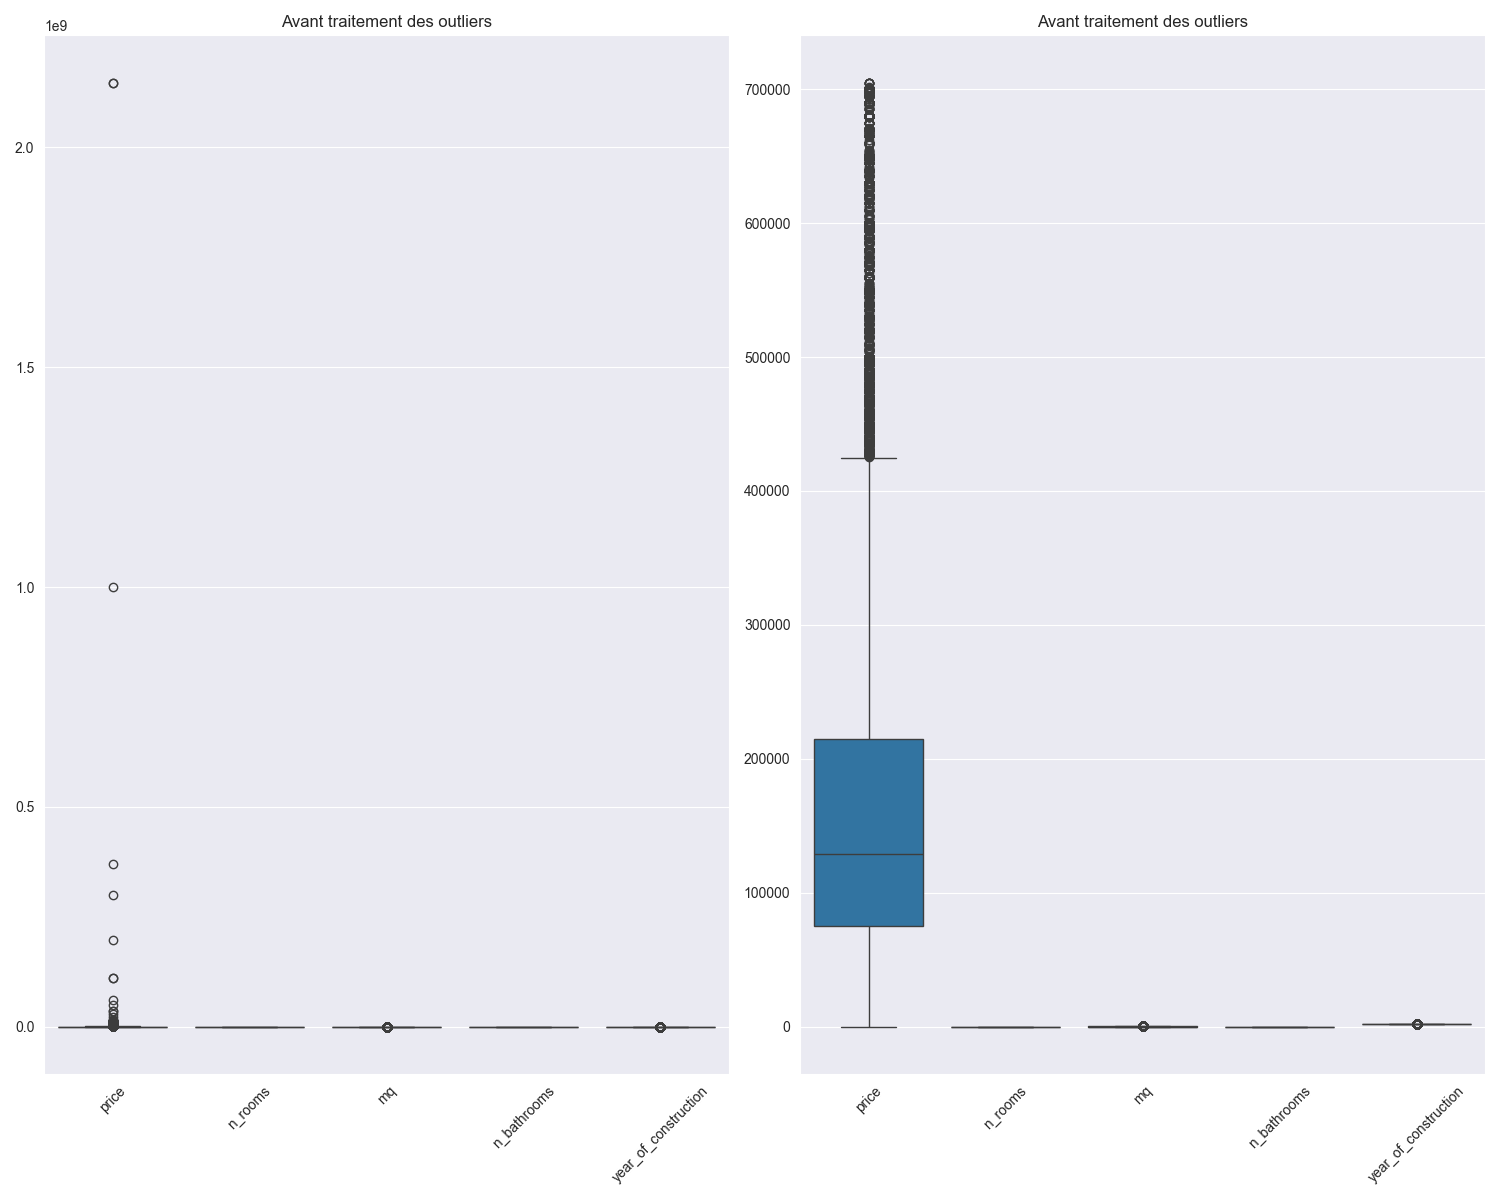 Avant traitement des outliers
1e9
2.0
1.5
1.0
0.5
0.0
price
n_rooms
mq
n_bathrooms
year_of_construction
Avant traitement des outliers
700000
600000
500000
400000
300000
200000
100000
0
price
n_rooms
mq
n_bathrooms
year_of_construction